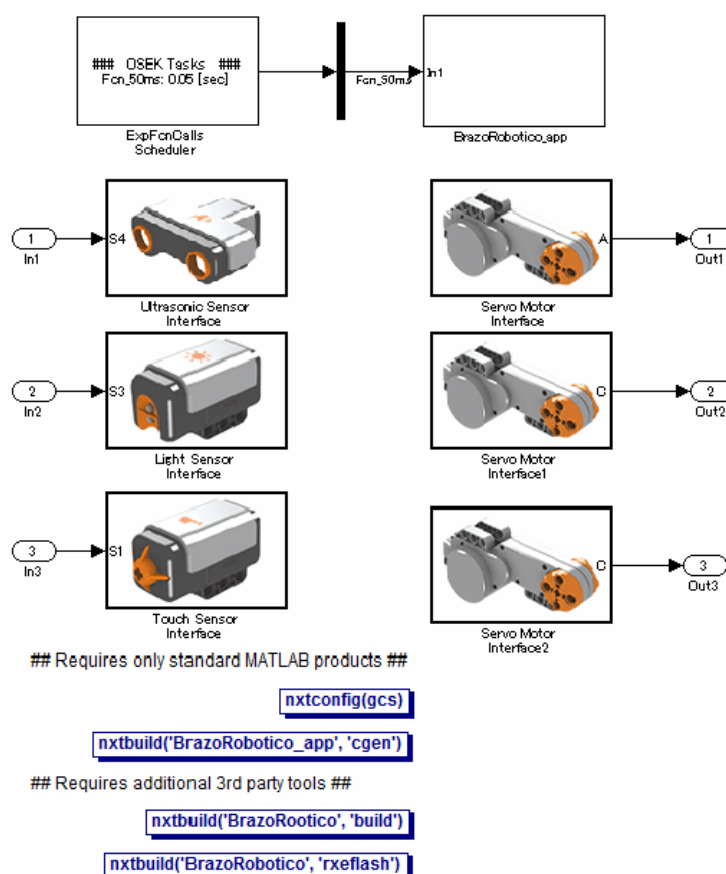 ### OSEK Tasks ###
Fcn_50ms: 0.05 [sec]
ExpFcnCalls
Scheduler
Fcn_50ms
In1
BrazoRobotico_app
1
In1
S4
Ultrasonic Sensor
Interface
A
Servo Motor
Interface
1
Out1
2
In2
S3
Light Sensor
Interface
C
Servo Motor
Interface1
2
Out2
3
In3
S1
Touch Sensor
Interface
C
Servo Motor
Interface2
3
Out3
## Requires only standard MATLAB products ##
nxtconfig(gcs)
nxtbuild('BrazoRobotico_app', 'cgen')
## Requires additional 3rd party tools ##
nxtbuild('BrazoRootico', 'build')
nxtbuild('BrazoRobotico', 'rxeflash')